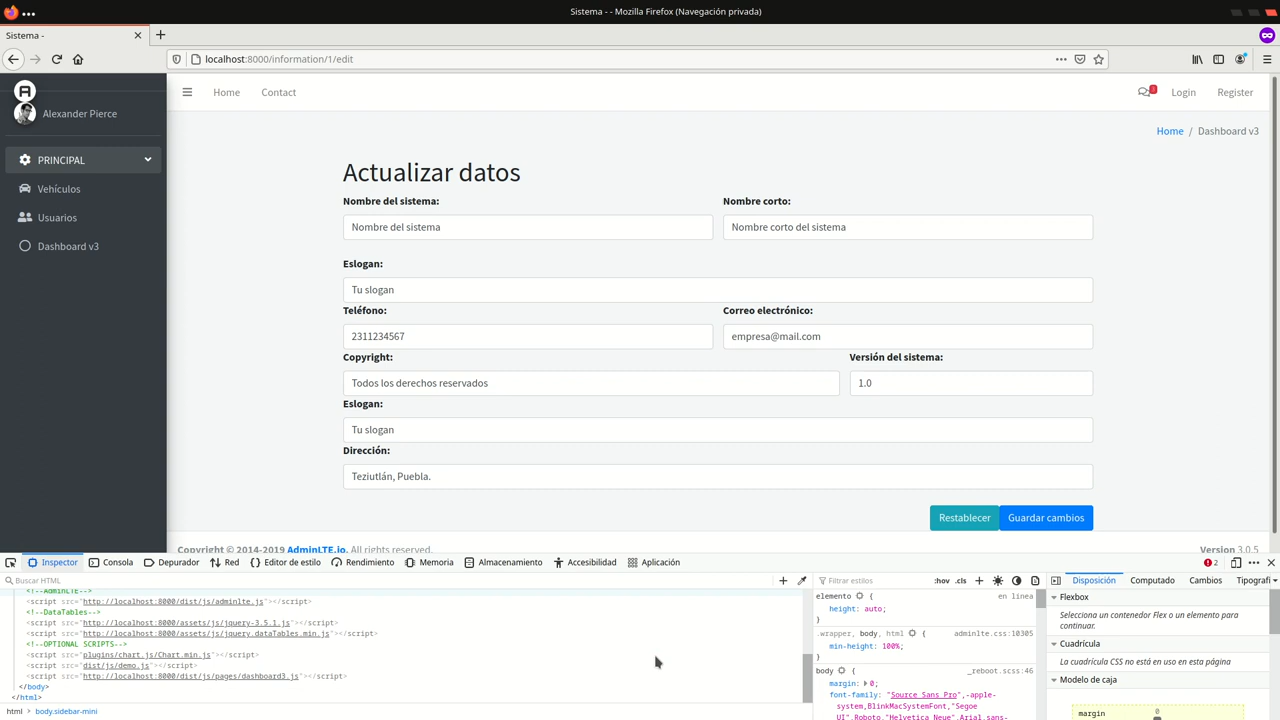 Sistema - - Mozilla Firefox (Navegación privada)
Sistema -
localhost:8000/information/1/edit
Home Contact
Login Register
Alexander Pierce
Home / Dashboard v3
PRINCIPAL
Vehículos
Usuarios
Dashboard v3
Actualizar datos
Nombre del sistema: Nombre corto:
Nombre del sistema Nombre corto del sistema
Eslogan:
Tu slogan
Teléfono: Correo electrónico:
2311234567 empresa@mail.com
Copyright: Versión del sistema:
Todos los derechos reservados 1.0
Eslogan:
Tu slogan
Dirección:
Teziutlán, Puebla.
Restablecer Guardar cambios
Copyright © 2014-2019 AdminLTE.io. All rights reserved. Version 3.0.5
Inspector Consola Depurador Red Editor de estilo Rendimiento Memoria Almacenamiento Accesibilidad Aplicación 2
Buscar HTML
<!--AdminLTE-->
<script src="http://localhost:8000/dist/js/adminlte.js"></script>
<!--DataTables-->
<script src="http://localhost:8000/assets/js/jquery-3.5.1.js"></script>
<script src="http://localhost:8000/assets/js/jquery.dataTables.min.js"></script>
<!--OPTIONAL SCRIPTS-->
<script src="plugins/chart.js/Chart.min.js"></script>
<script src="dist/js/demo.js"></script>
<script src="http://localhost:8000/dist/js/pages/dashboard3.js"></script>
</body>
</html>
html > body.sidebar-mini
Filtrar estilos :hov .cls
elemento { en línea
height: auto;
}
.wrapper, body, html { adminlte.css:10305
min-height: 100%;
}
body { _reboot.scss:46
margin: 0;
font-family: "Source Sans Pro",-apple-
system,BlinkMacSystemFont,"Segoe
UI",Roboto,"Helvetica Neue",Arial,sans-
Disposición Computado Cambios Tipografí
Flexbox
Selecciona un contenedor Flex o un elemento para
continuar.
Cuadrícula
La cuadrícula CSS no está en uso en esta página
Modelo de caja
margin 0